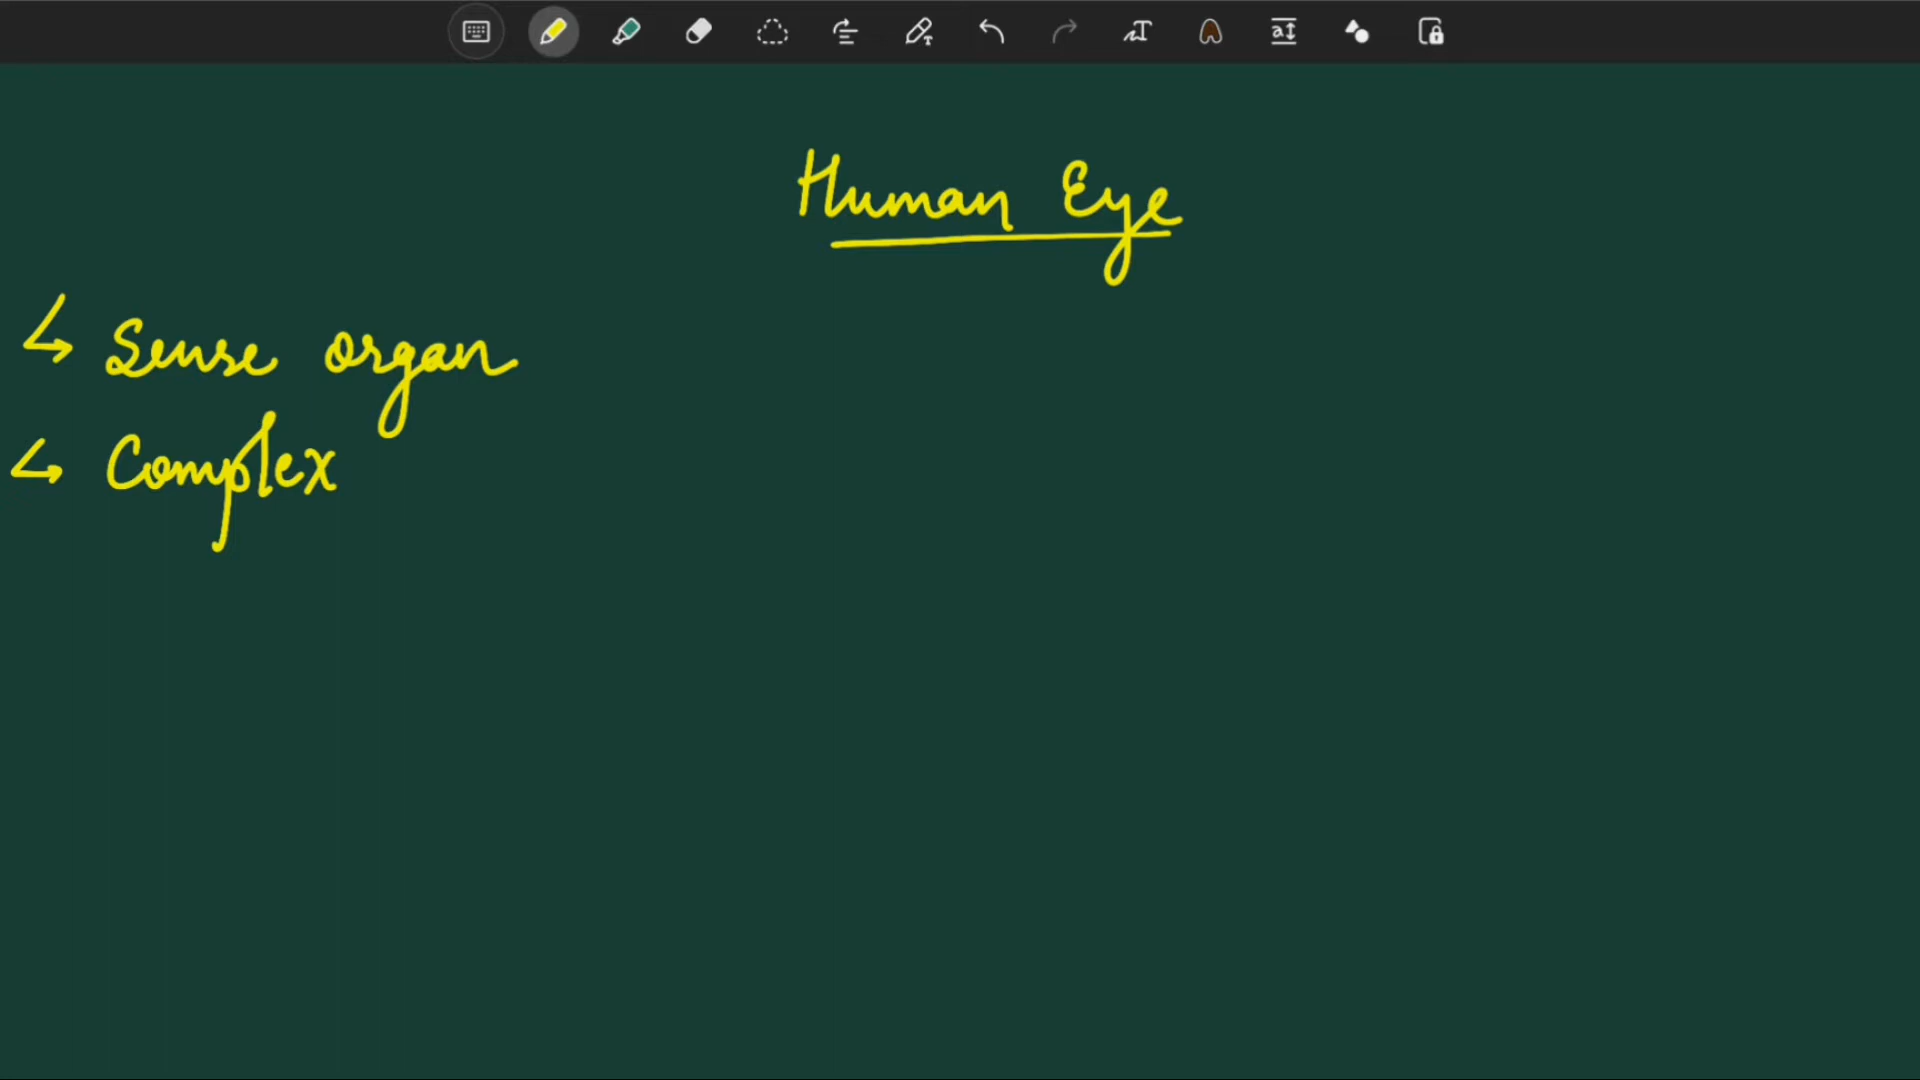 Human Eye
↳ Sense organ
↳ Complex